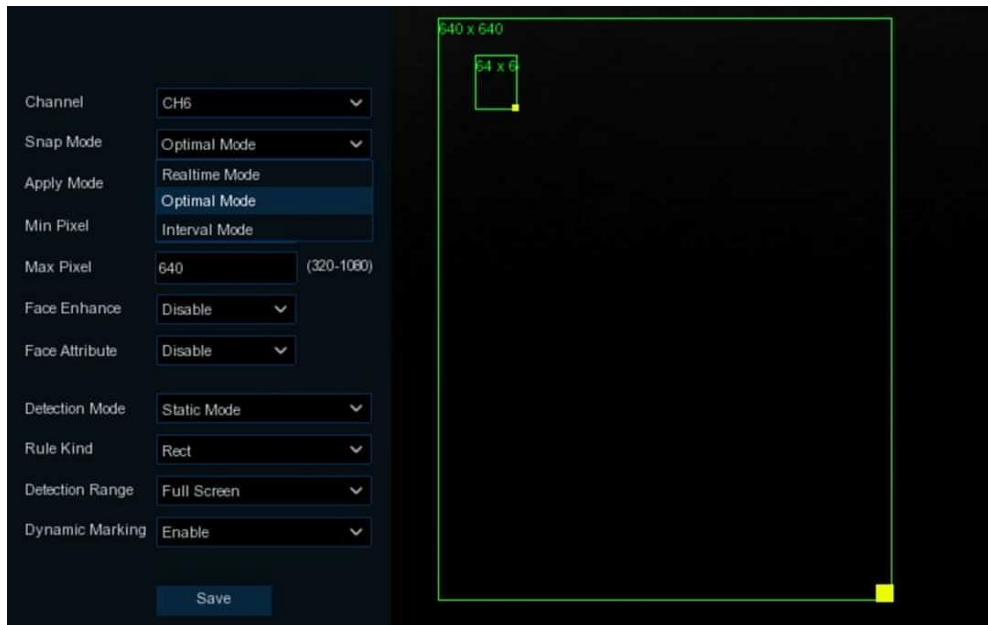 640 x 640
64 x 6
Channel CH6
Snap Mode Optimal Mode
Realtime Mode
Apply Mode
Optimal Mode
Min Pixel
Interval Mode
Max Pixel 640 (320-1080)
Face Enhance Disable
Face Attribute Disable
Detection Mode Static Mode
Rule Kind Rect
Detection Range Full Screen
Dynamic Marking Enable
Save